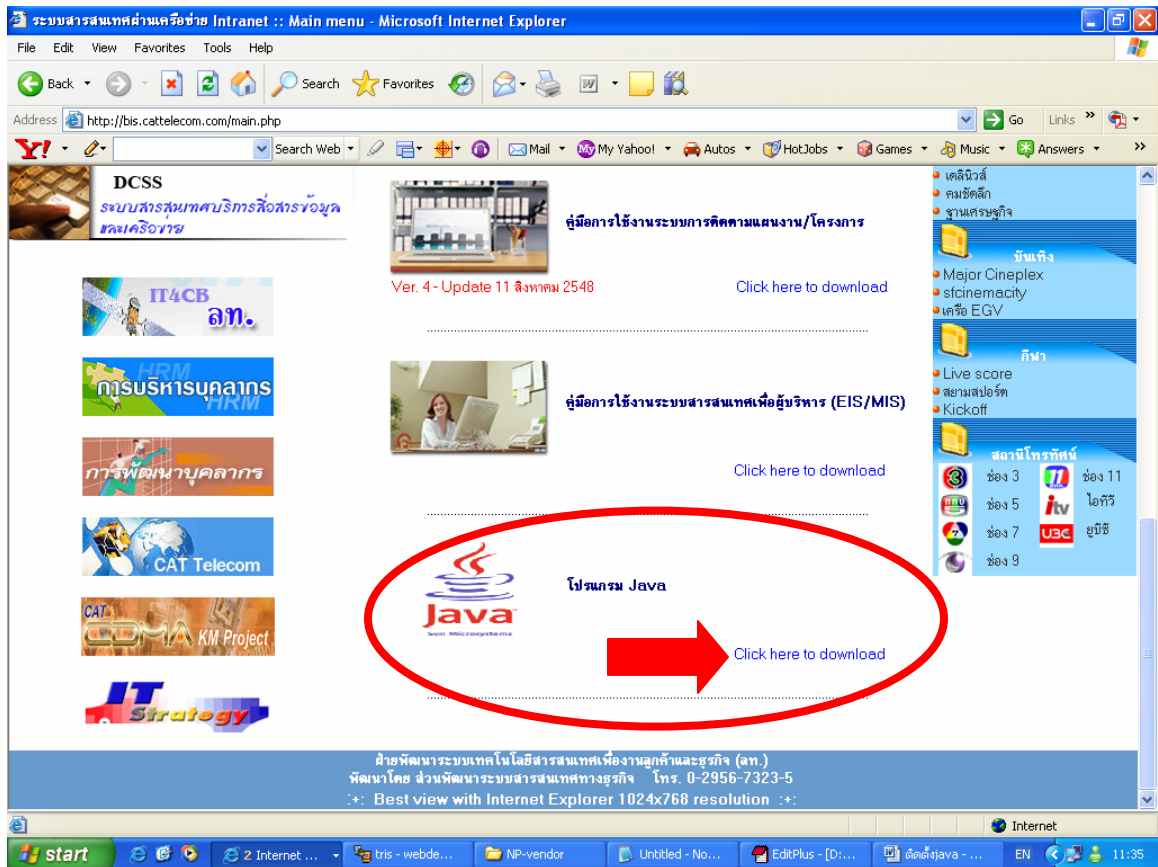 ระบบสารสนเทศผ่านเครือข่าย Intranet :: Main menu - Microsoft Internet Explorer
File Edit View Favorites Tools Help
Back Search Favorites
Address http://bis.cattelecom.com/main.php Go Links
Y! Search Web Mail My Yahoo! Autos HotJobs Games Music Answers
DCSS
ระบบสารสนเทศบริการสื่อสารข้อมูล
และเครือข่าย
IT4CB
ลท.
HRM
การบริหารบุคลากร
HRM
การพัฒนาบุคลากร
CAT Telecom
CAT
CDMA KM Project
IT
Strategy
คู่มือการใช้งานระบบการติดตามแผนงาน/โครงการ
Ver. 4 - Update 11 สิงหาคม 2548 Click here to download
คู่มือการใช้งานระบบสารสนเทศเพื่อผู้บริหาร (EIS/MIS)
Click here to download
Java
Sun Microsystems
โปรแกรม Java
Click here to download
เดลินิวส์
คมชัดลึก
ฐานเศรษฐกิจ
บันเทิง
Major Cineplex
sfcinemacity
เครือ EGV
กีฬา
Live score
สยามสปอร์ต
Kickoff
สถานีโทรทัศน์
3 ช่อง 3 11 ช่อง 11
ช่อง 5 itv ไอทีวี
7 ช่อง 7 UBC ยูบีซี
ช่อง 9
ฝ่ายพัฒนาระบบเทคโนโลยีสารสนเทศเพื่องานลูกค้าและธุรกิจ (ลท.)
พัฒนาโดย ส่วนพัฒนาระบบสารสนเทศทางธุรกิจ โทร. 0-2956-7323-5
:+: Best view with Internet Explorer 1024x768 resolution :+:
Internet
start 2 Internet ... tris - webde... NP-vendor Untitled - No... EditPlus - [D:... ติดตั้งjava - ... EN 11:35